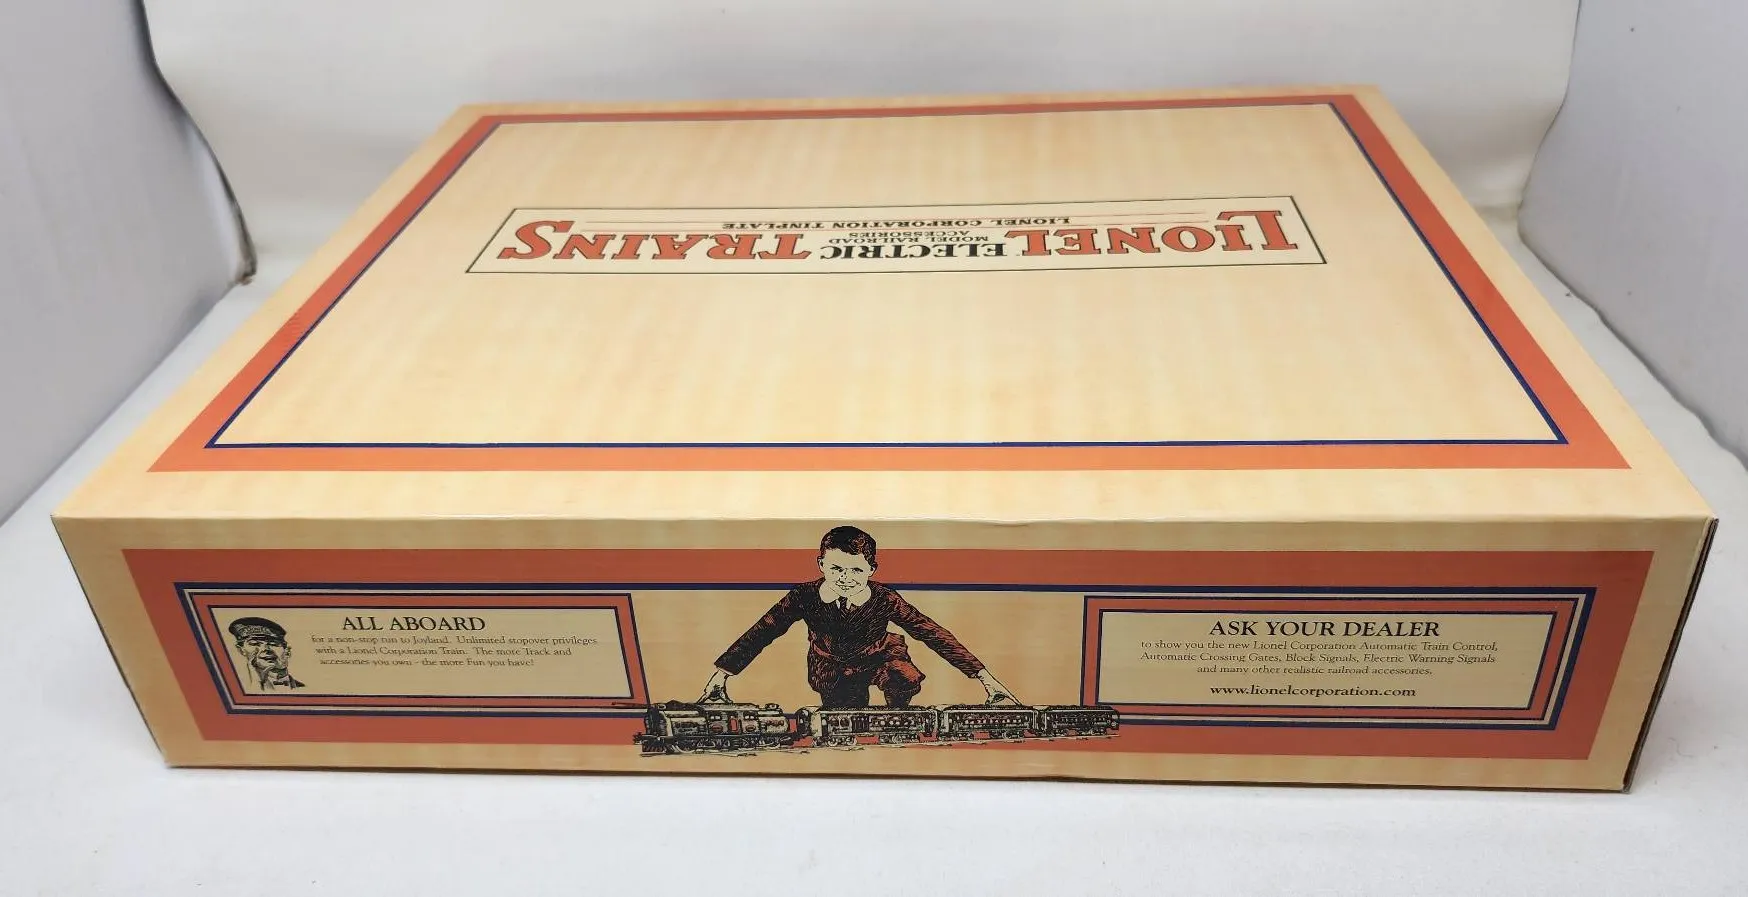 LIONEL ELECTRIC TRAINS
MODEL RAILROAD
ACCESSORIES
LIONEL CORPORATION TINPLATE
ALL ABOARD
for a non-stop run to Joyland. Unlimited stopover privileges
with a Lionel Corporation Train. The more Track and
accessories you own - the more Fun you have!
ASK YOUR DEALER
to show you the new Lionel Corporation Automatic Train Control,
Automatic Crossing Gates, Block Signals, Electric Warning Signals
and many other realistic railroad accessories.
www.lionelcorporation.com